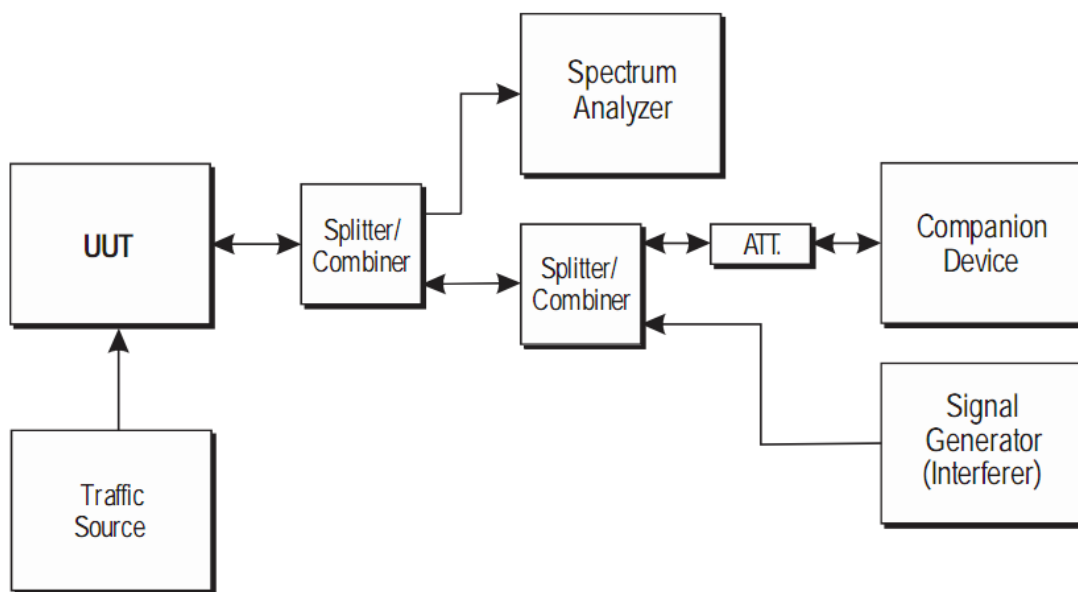 Spectrum
Analyzer
UUT
Splitter/
Combiner
Splitter/
Combiner
ATT.
Companion
Device
Signal
Generator
(Interferer)
Traffic
Source